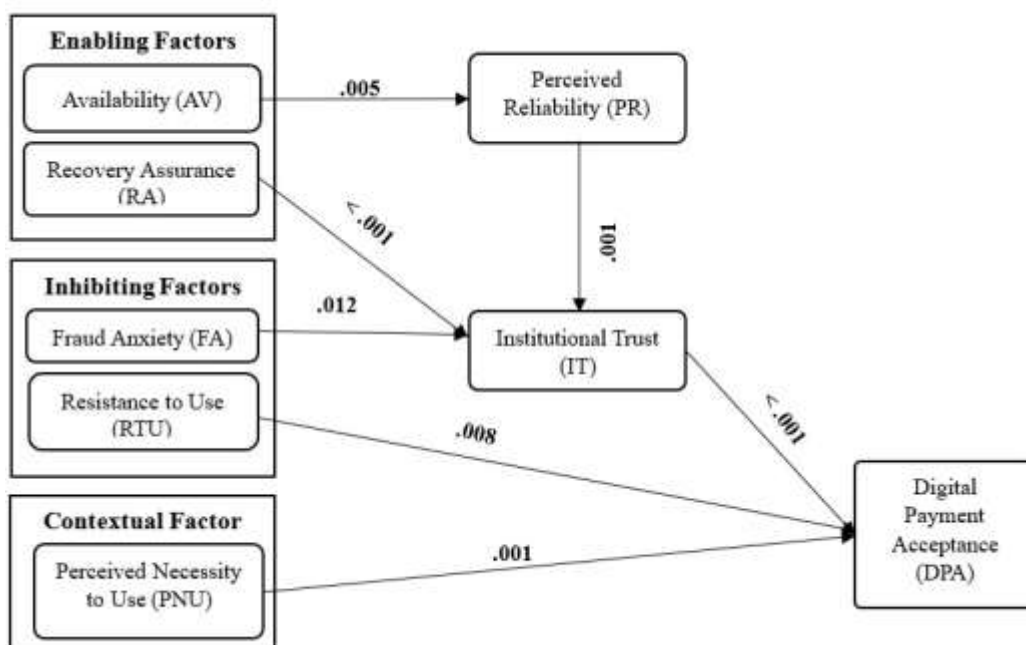 Enabling Factors
Availability (AV)
Recovery Assurance
(RA)
.005
Perceived
Reliability (PR)
< .001
.001
Inhibiting Factors
Fraud Anxiety (FA)
.012
Resistance to Use
(RTU)
Institutional Trust
(IT)
.008
< .001
Contextual Factor
Perceived Necessity
to Use (PNU)
.001
Digital
Payment
Acceptance
(DPA)